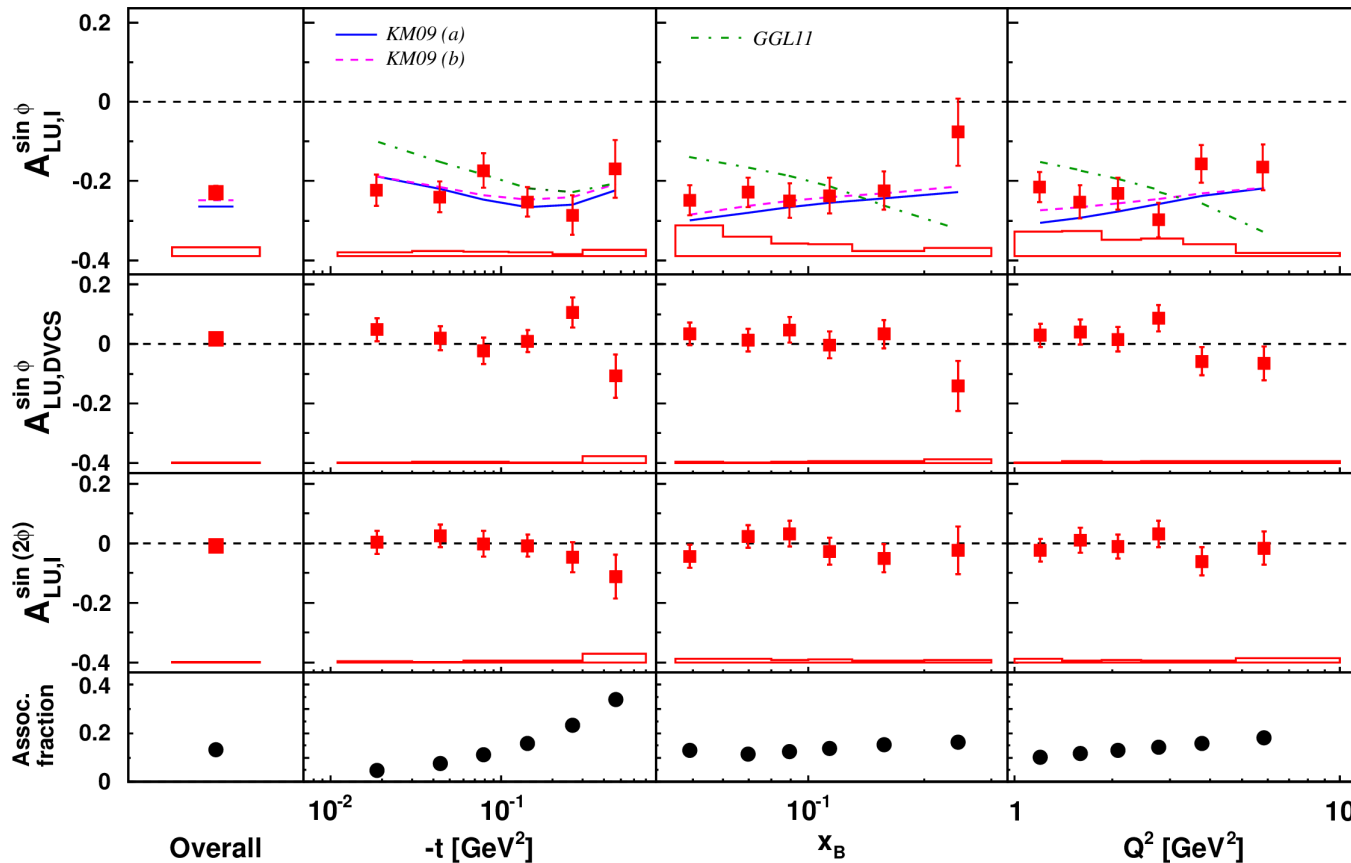 0.2
0
-0.2
-0.4
A_LU,I^sin ϕ
KM09 (a)
KM09 (b)
GGL11
0.2
0
-0.2
-0.4
A_LU,DVCS^sin ϕ
0.2
0
-0.2
-0.4
A_LU,I^sin (2ϕ)
0.4
0.2
0
Assoc.
fraction
10^-2 10^-1 10^-1 1 10
Overall -t [GeV^2] x_B Q^2 [GeV^2]